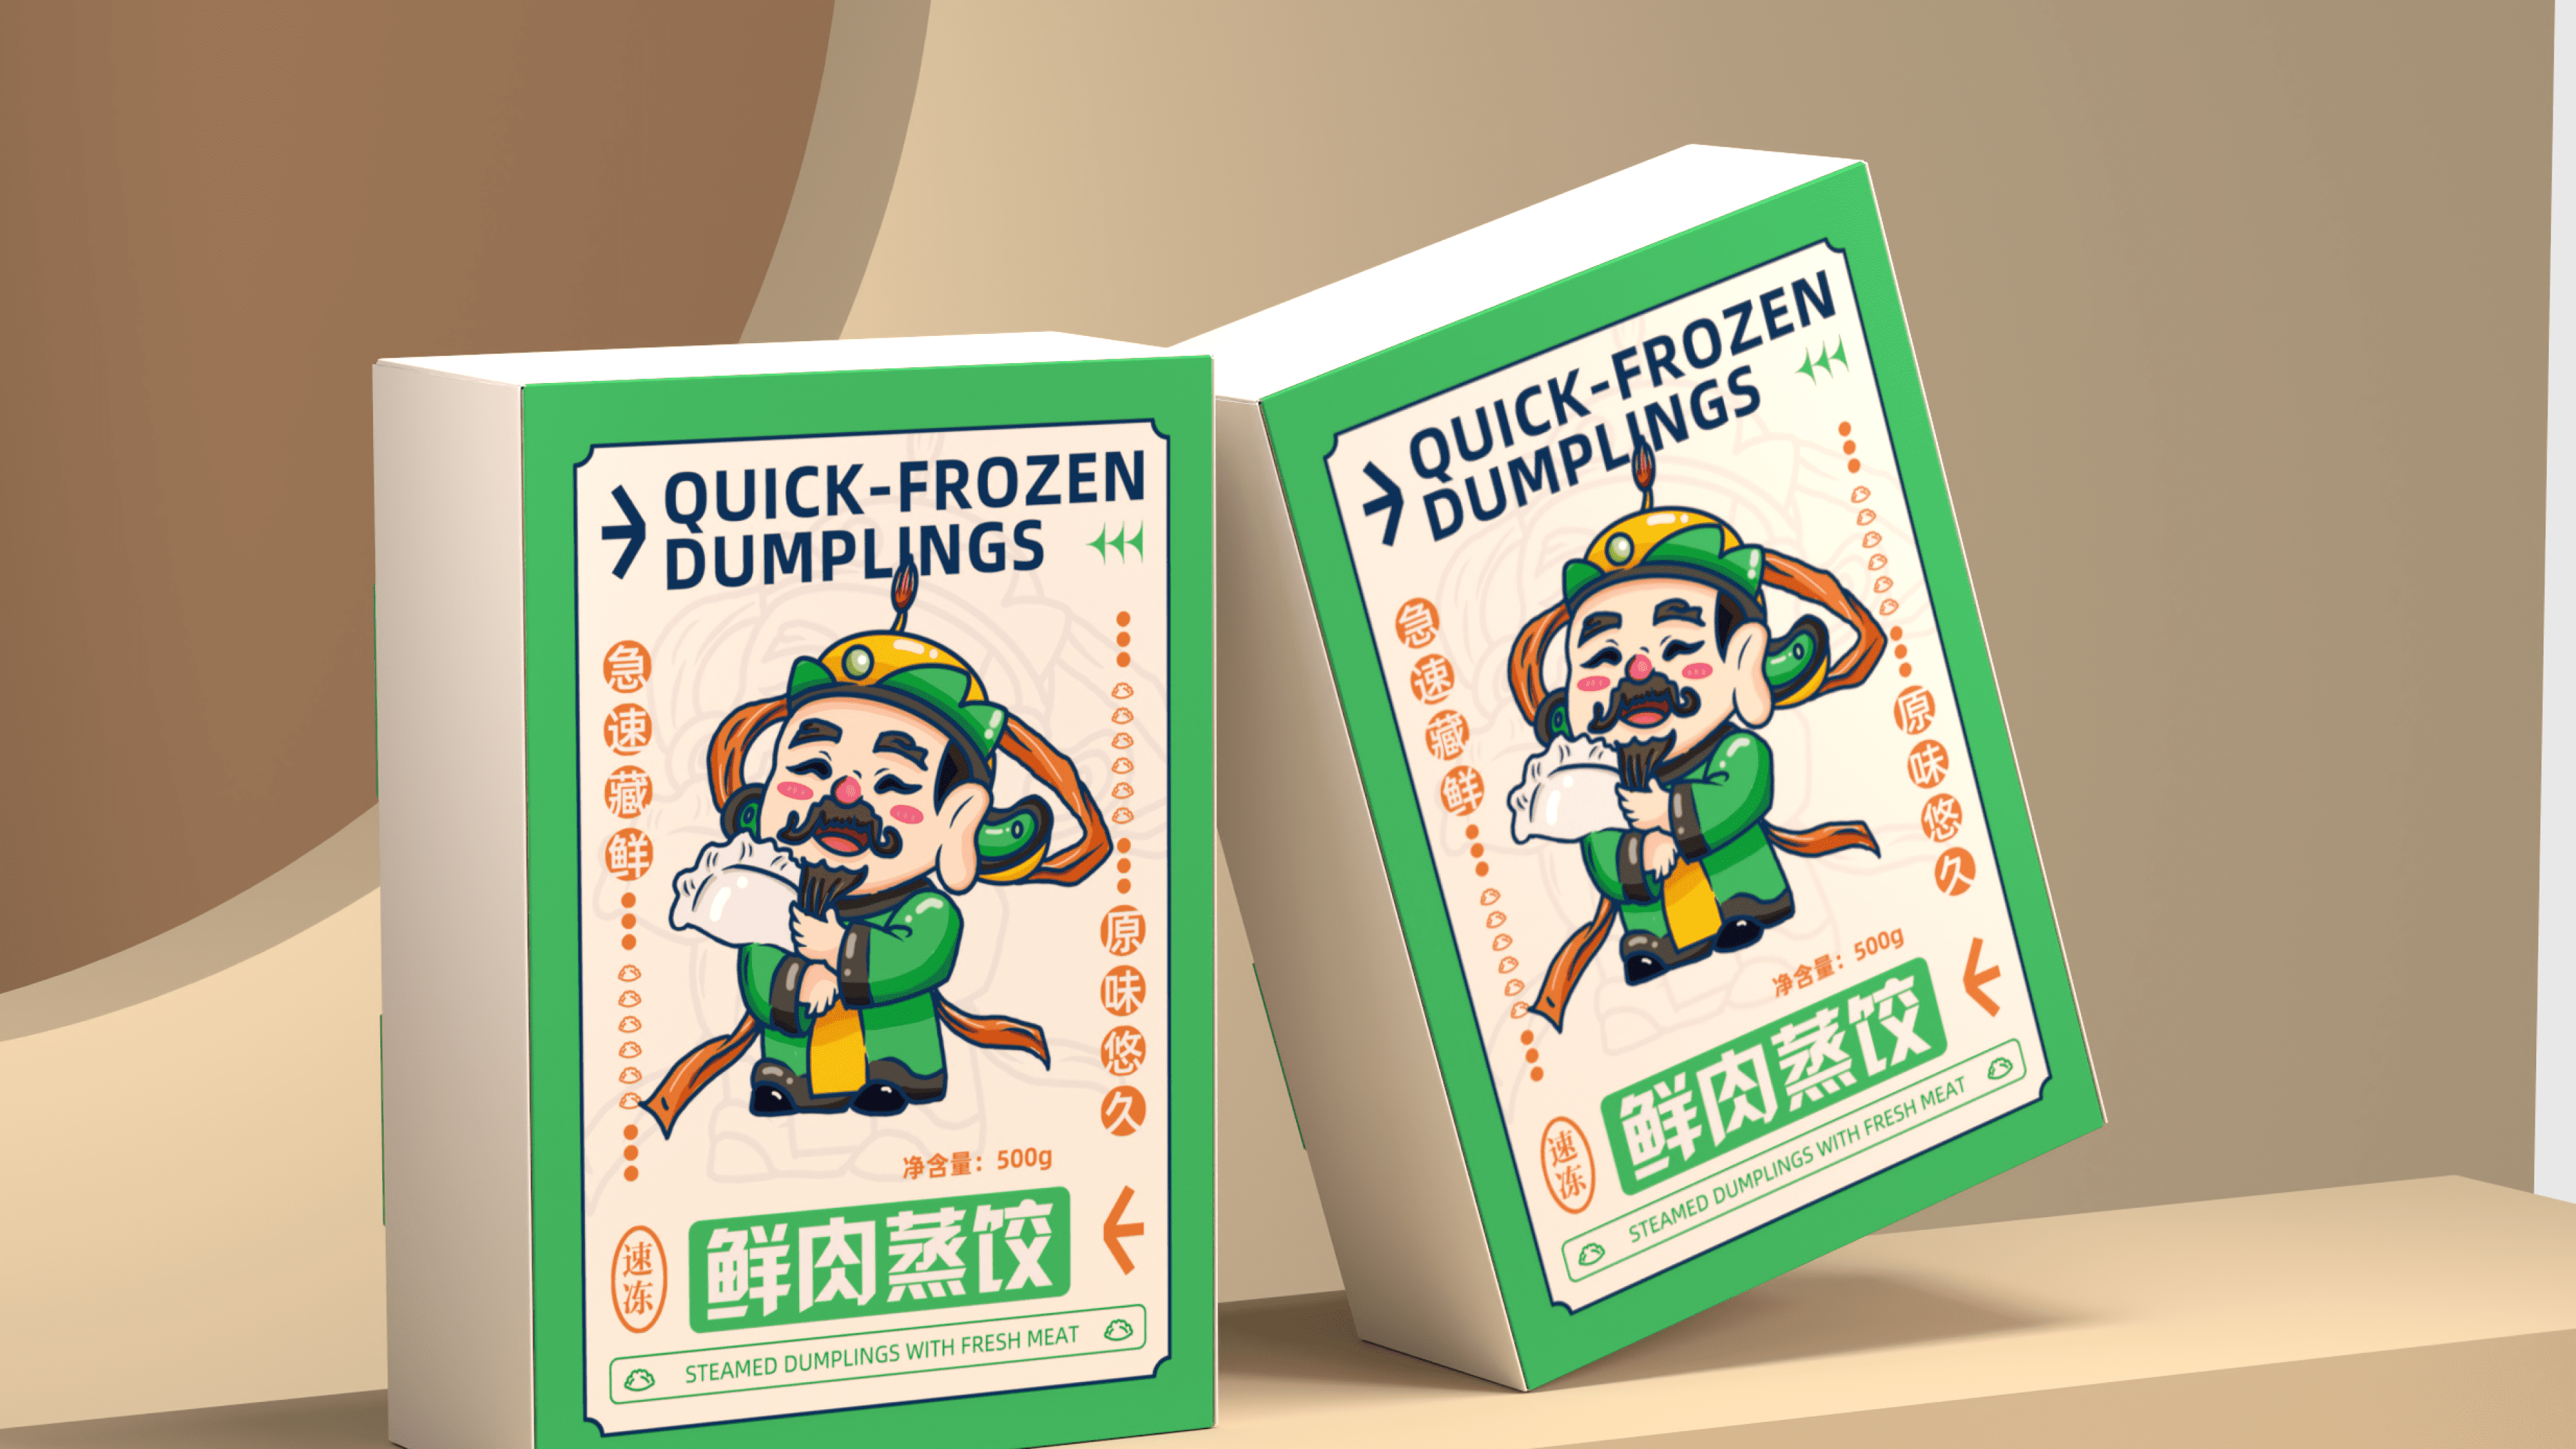 QUICK-FROZEN
DUMPLINGS
急速藏鲜
原味悠久
净含量：500g
速冻
鲜肉蒸饺
STEAMED DUMPLINGS WITH FRESH MEAT
QUICK-FROZEN
DUMPLINGS
急速藏鲜
原味悠久
净含量：500g
速冻
鲜肉蒸饺
STEAMED DUMPLINGS WITH FRESH MEAT